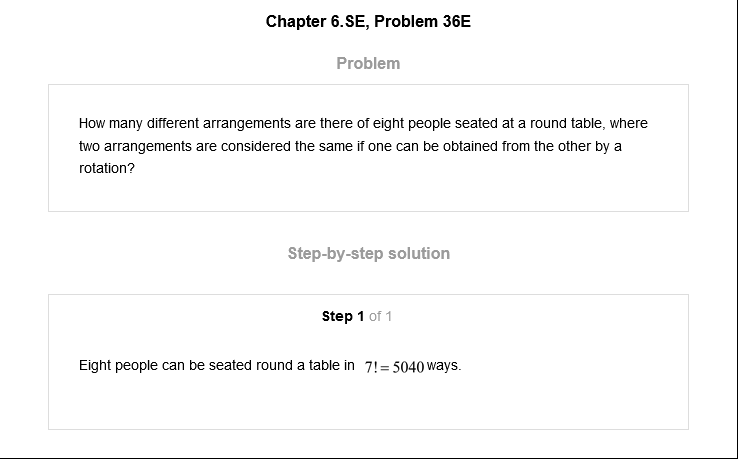 Chapter 6.SE, Problem 36E
Problem
How many different arrangements are there of eight people seated at a round table, where
two arrangements are considered the same if one can be obtained from the other by a
rotation?
Step-by-step solution
Step 1 of 1
Eight people can be seated round a table in 7! = 5040 ways.